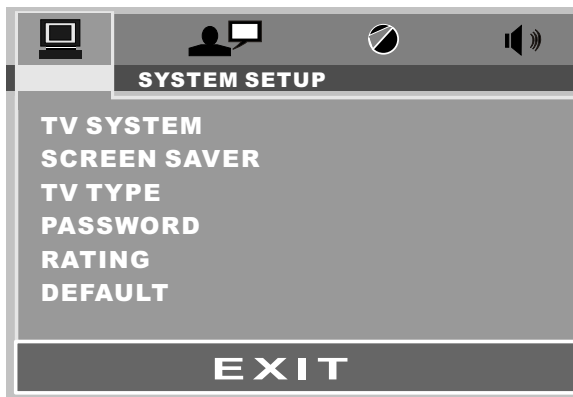 SYSTEM SETUP
TV SYSTEM
SCREEN SAVER
TV TYPE
PASSWORD
RATING
DEFAULT
EXIT